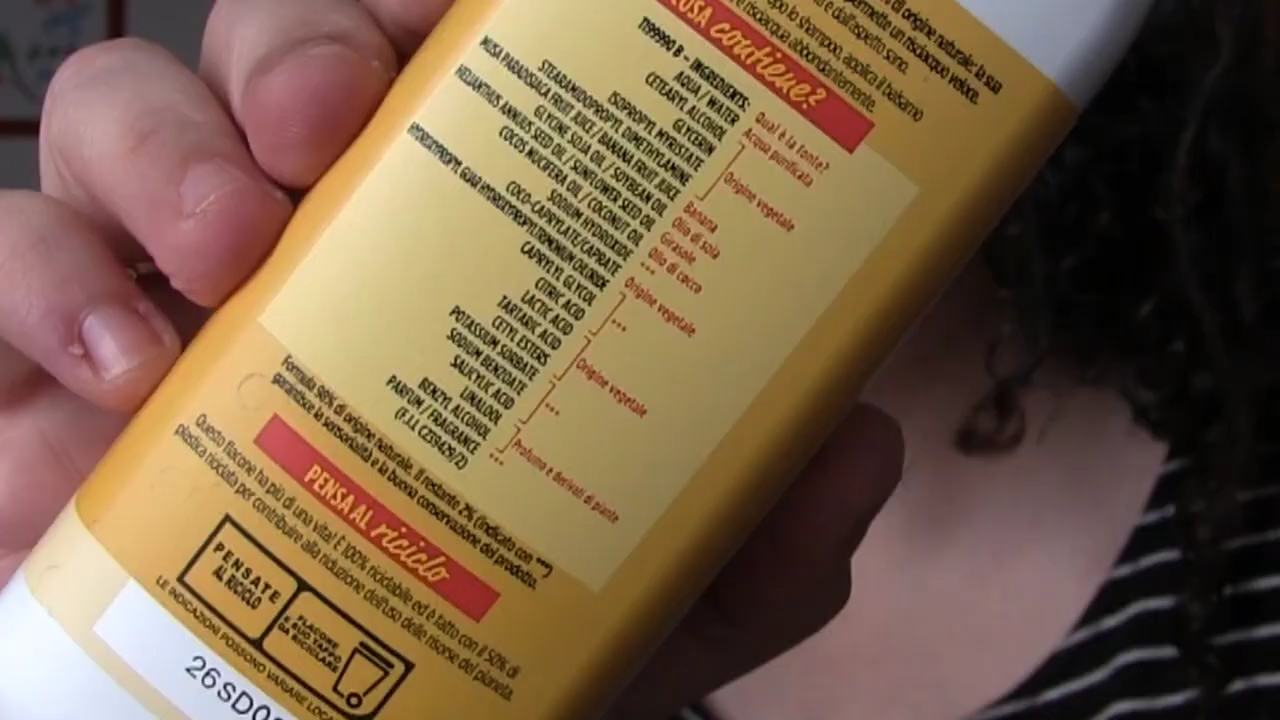 di origine naturale: la sua
permette un risciacquo veloce.
e dall'aspetto sano.
lo shampoo, applica il balsamo
e risciacqua abbondantemente.
COSA contiene?
INGREDIENTS:
AQUA / WATER
CETEARYL ALCOHOL
GLYCERIN
ISOPROPYL MYRISTATE
STEARAMIDOPROPYL DIMETHYLAMINE
MUSA PARADISIACA FRUIT JUICE / BANANA FRUIT JUICE
GLYCINE SOJA OIL / SOYBEAN OIL
HELIANTHUS ANNUUS SEED OIL / SUNFLOWER SEED OIL
COCOS NUCIFERA OIL / COCONUT OIL
SODIUM HYDROXIDE
COCO-CAPRYLATE/CAPRATE
HYDROXYPROPYL GUAR HYDROXYPROPYLTRIMONIUM CHLORIDE
CAPRYLYL GLYCOL
CITRIC ACID
LACTIC ACID
TARTARIC ACID
CETYL ESTERS
POTASSIUM SORBATE
SODIUM BENZOATE
SALICYLIC ACID
LINALOOL
BENZYL ALCOHOL
PARFUM / FRAGRANCE
(F.I.L. C239429/2)
Qual è la fonte?
Acqua purificata
Origine vegetale
Banana
Olio di soia
Girasole
Olio di cocco
***
Origine vegetale
***
Origine vegetale
***
Profumo e derivati di piante
***
Formula 98% di origine naturale. Il restante 2% (indicato con ***)
garantisce la sensorialità e la buona conservazione del prodotto.
PENSA AL riciclo
Questo flacone ha più di una vita! È 100% riciclabile ed è fatto con il 50% di
plastica riciclata per contribuire alla riduzione dell'uso delle risorse del pianeta.
PENSATE
AL RICICLO
FLACONE
E SUO TAPPO
DA RICICLARE
LE INDICAZIONI POSSONO VARIARE
26SD0